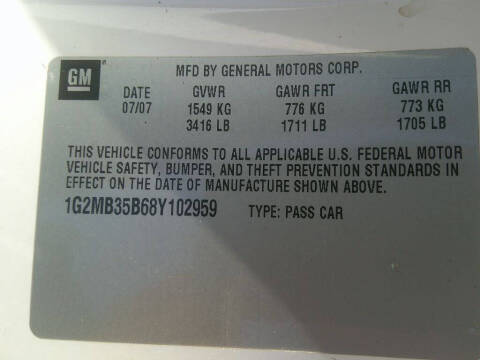 GM
MFD BY GENERAL MOTORS CORP.
DATE GVWR GAWR FRT GAWR RR
07/07 1549 KG 776 KG 773 KG
3416 LB 1711 LB 1705 LB
THIS VEHICLE CONFORMS TO ALL APPLICABLE U.S. FEDERAL MOTOR
VEHICLE SAFETY, BUMPER, AND THEFT PREVENTION STANDARDS IN
EFFECT ON THE DATE OF MANUFACTURE SHOWN ABOVE.
1G2MB35B68Y102959 TYPE: PASS CAR